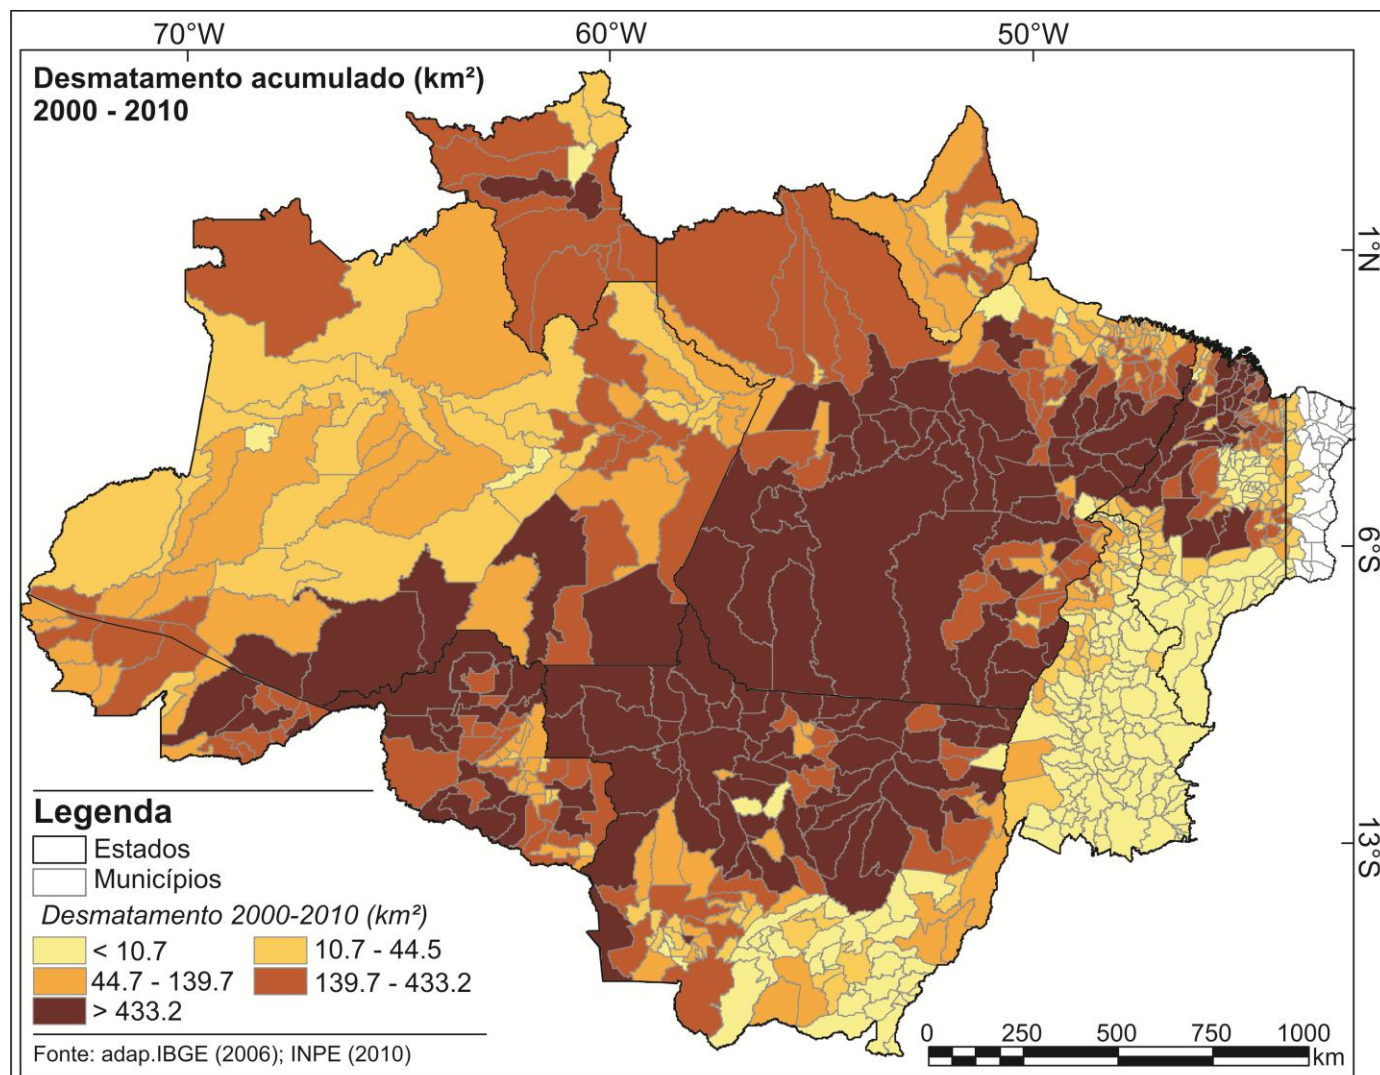 70°W 60°W 50°W
Desmatamento acumulado (km²)
2000 - 2010
1°N
6°S
13°S
Legenda
Estados
Municípios
Desmatamento 2000-2010 (km²)
< 10.7 10.7 - 44.5
44.7 - 139.7 139.7 - 433.2
> 433.2
Fonte: adap.IBGE (2006); INPE (2010)
0 250 500 750 1000
km